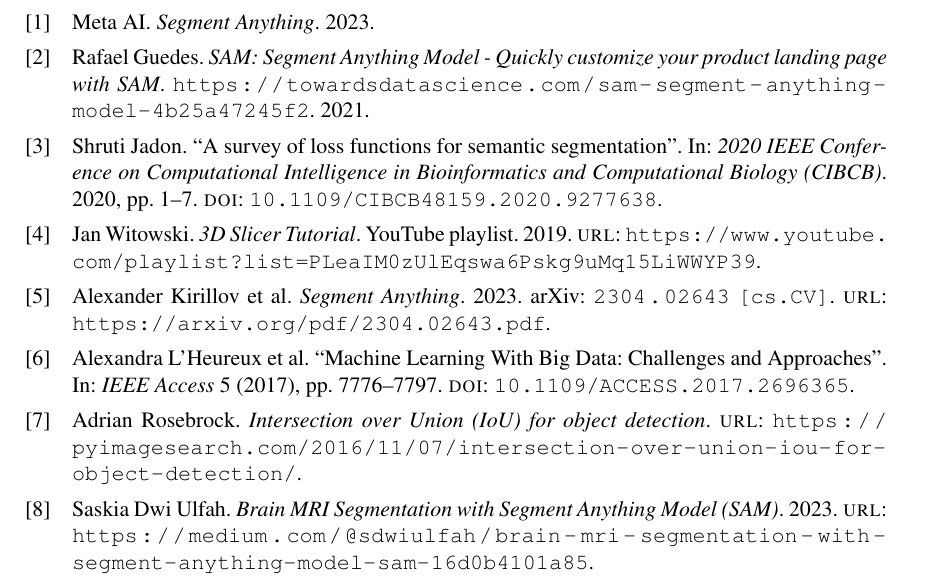 [1] Meta AI. Segment Anything. 2023.
[2] Rafael Guedes. SAM: Segment Anything Model - Quickly customize your product landing page
with SAM. https://towardsdatascience.com/sam-segment-anything-
model-4b25a47245f2. 2021.
[3] Shruti Jadon. “A survey of loss functions for semantic segmentation”. In: 2020 IEEE Confer-
ence on Computational Intelligence in Bioinformatics and Computational Biology (CIBCB).
2020, pp. 1–7. DOI: 10.1109/CIBCB48159.2020.9277638.
[4] Jan Witowski. 3D Slicer Tutorial. YouTube playlist. 2019. URL: https://www.youtube.
com/playlist?list=PLeaIM0zUlEqswa6Pskg9uMq15LiWWYP39.
[5] Alexander Kirillov et al. Segment Anything. 2023. arXiv: 2304.02643 [cs.CV]. URL:
https://arxiv.org/pdf/2304.02643.pdf.
[6] Alexandra L’Heureux et al. “Machine Learning With Big Data: Challenges and Approaches”.
In: IEEE Access 5 (2017), pp. 7776–7797. DOI: 10.1109/ACCESS.2017.2696365.
[7] Adrian Rosebrock. Intersection over Union (IoU) for object detection. URL: https://
pyimagesearch.com/2016/11/07/intersection-over-union-iou-for-
object-detection/.
[8] Saskia Dwi Ulfah. Brain MRI Segmentation with Segment Anything Model (SAM). 2023. URL:
https://medium.com/@sdwiulfah/brain-mri-segmentation-with-
segment-anything-model-sam-16d0b4101a85.